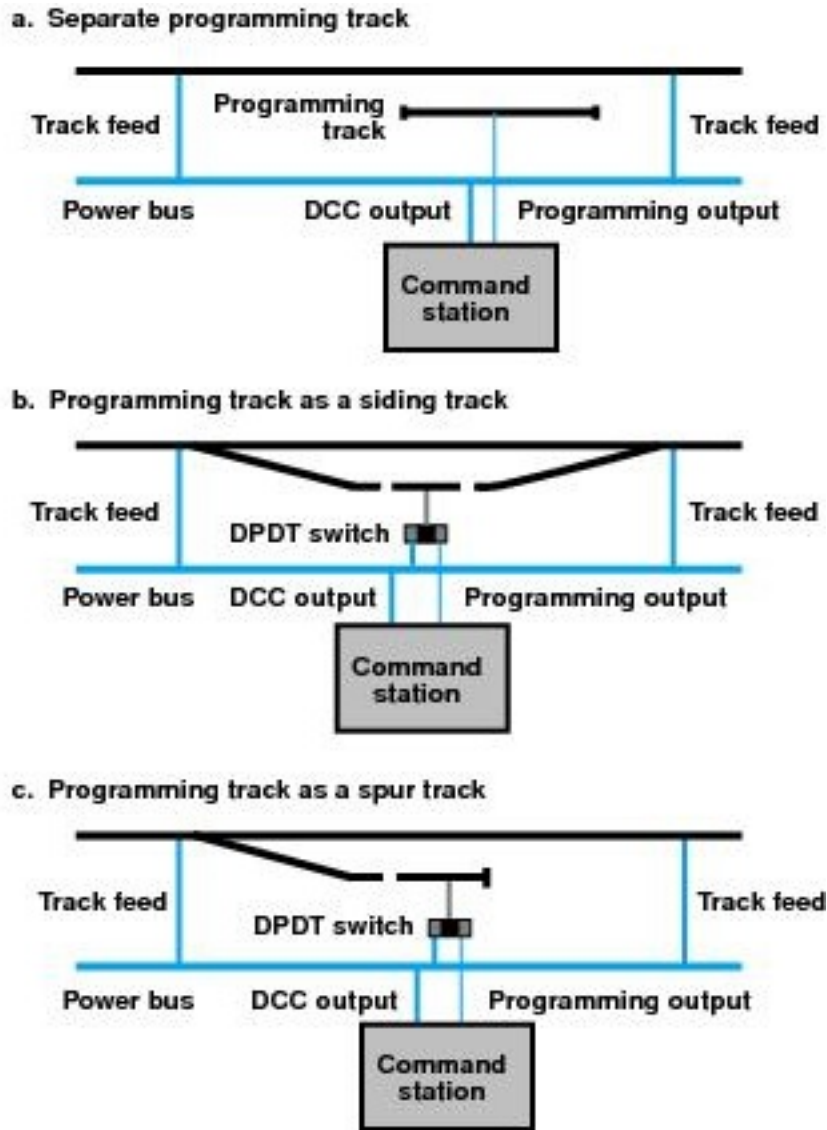 a. Separate programming track
Programming
track
Track feed
Track feed
Power bus
DCC output
Programming output
Command
station
b. Programming track as a siding track
Track feed
DPDT switch
Track feed
Power bus
DCC output
Programming output
Command
station
c. Programming track as a spur track
Track feed
DPDT switch
Track feed
Power bus
DCC output
Programming output
Command
station